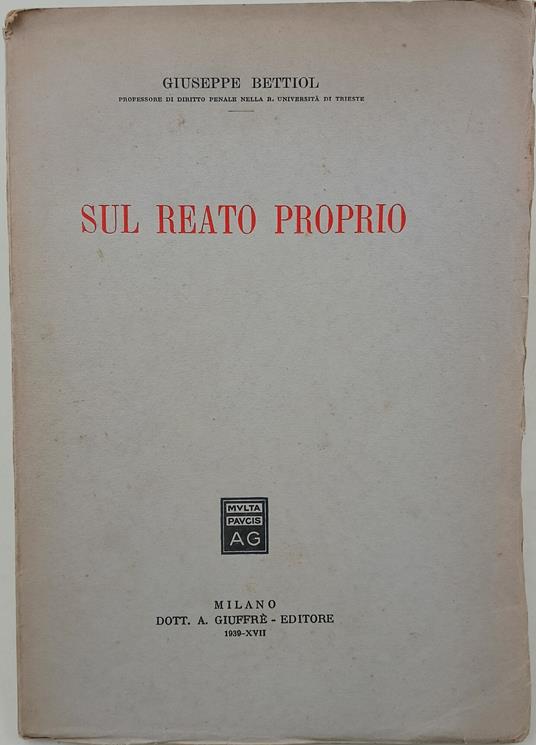 GIUSEPPE BETTIOL
PROFESSORE DI DIRITTO PENALE NELLA R. UNIVERSITÀ DI TRIESTE
SUL REATO PROPRIO
MVLTA
PAVCIS
AG
MILANO
DOTT. A. GIUFFRÈ - EDITORE
1939-XVII